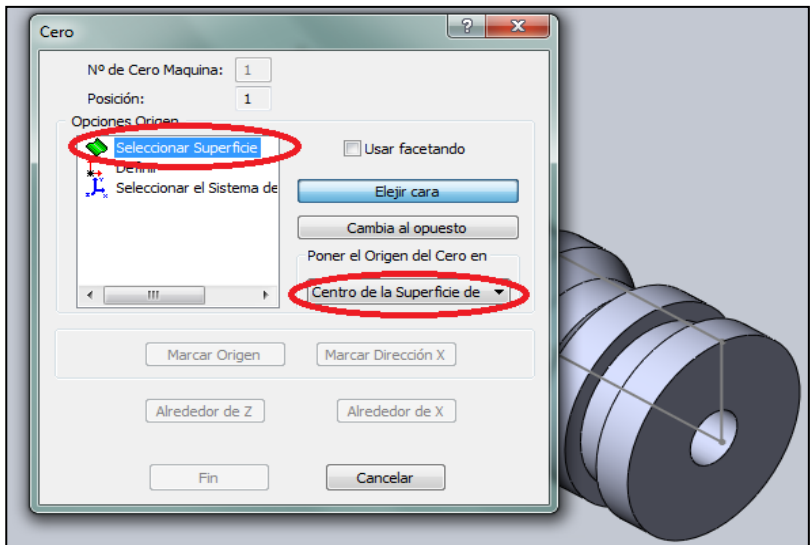 Cero
Nº de Cero Maquina: 1
Posición: 1
Opciones Origen
Seleccionar Superficie
Definir
Seleccionar el Sistema de
Usar facetando
Elejir cara
Cambia al opuesto
Poner el Origen del Cero en
Centro de la Superficie de
Marcar Origen
Marcar Dirección X
Alrededor de Z
Alrededor de X
Fin
Cancelar